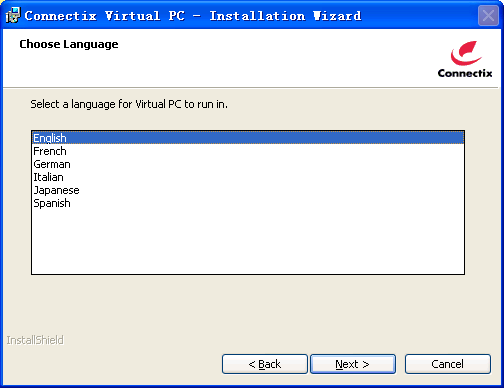 Connectix Virtual PC - Installation Wizard
Choose Language
Connectix
Select a language for Virtual PC to run in.
English
French
German
Italian
Japanese
Spanish
InstallShield
< Back
Next >
Cancel